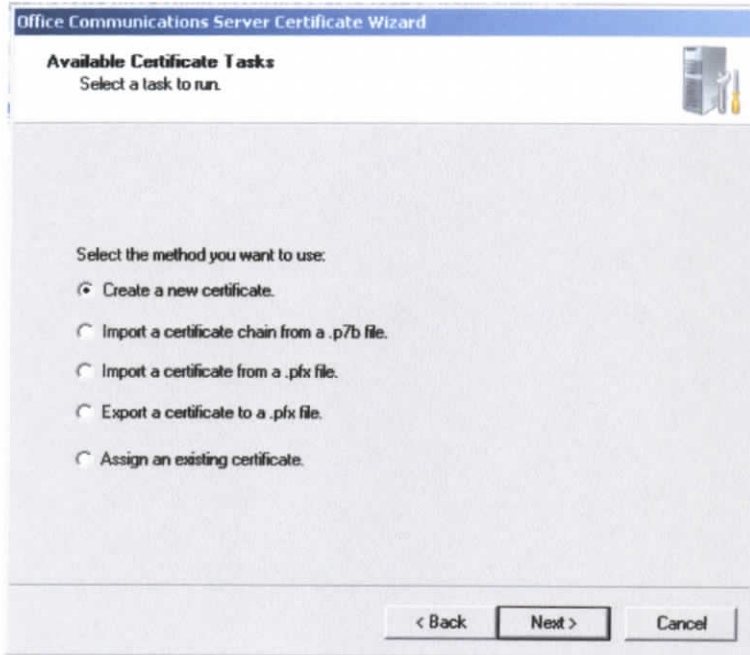 Office Communications Server Certificate Wizard
Available Certificate Tasks
Select a task to run.
Select the method you want to use:
Create a new certificate.
Import a certificate chain from a .p7b file.
Import a certificate from a .pfx file.
Export a certificate to a .pfx file.
Assign an existing certificate.
< Back Next > Cancel